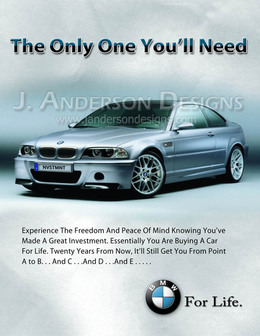 The Only One You'll Need
J. Anderson Designs
www.jandersondesigns.com
NVSTMNT
Experience The Freedom And Peace Of Mind Knowing You've
Made A Great Investment. Essentially You Are Buying A Car
For Life. Twenty Years From Now, It'll Still Get You From Point
A to B. . . And C . . .And D . . .And E . . . . .
BMW
For Life.